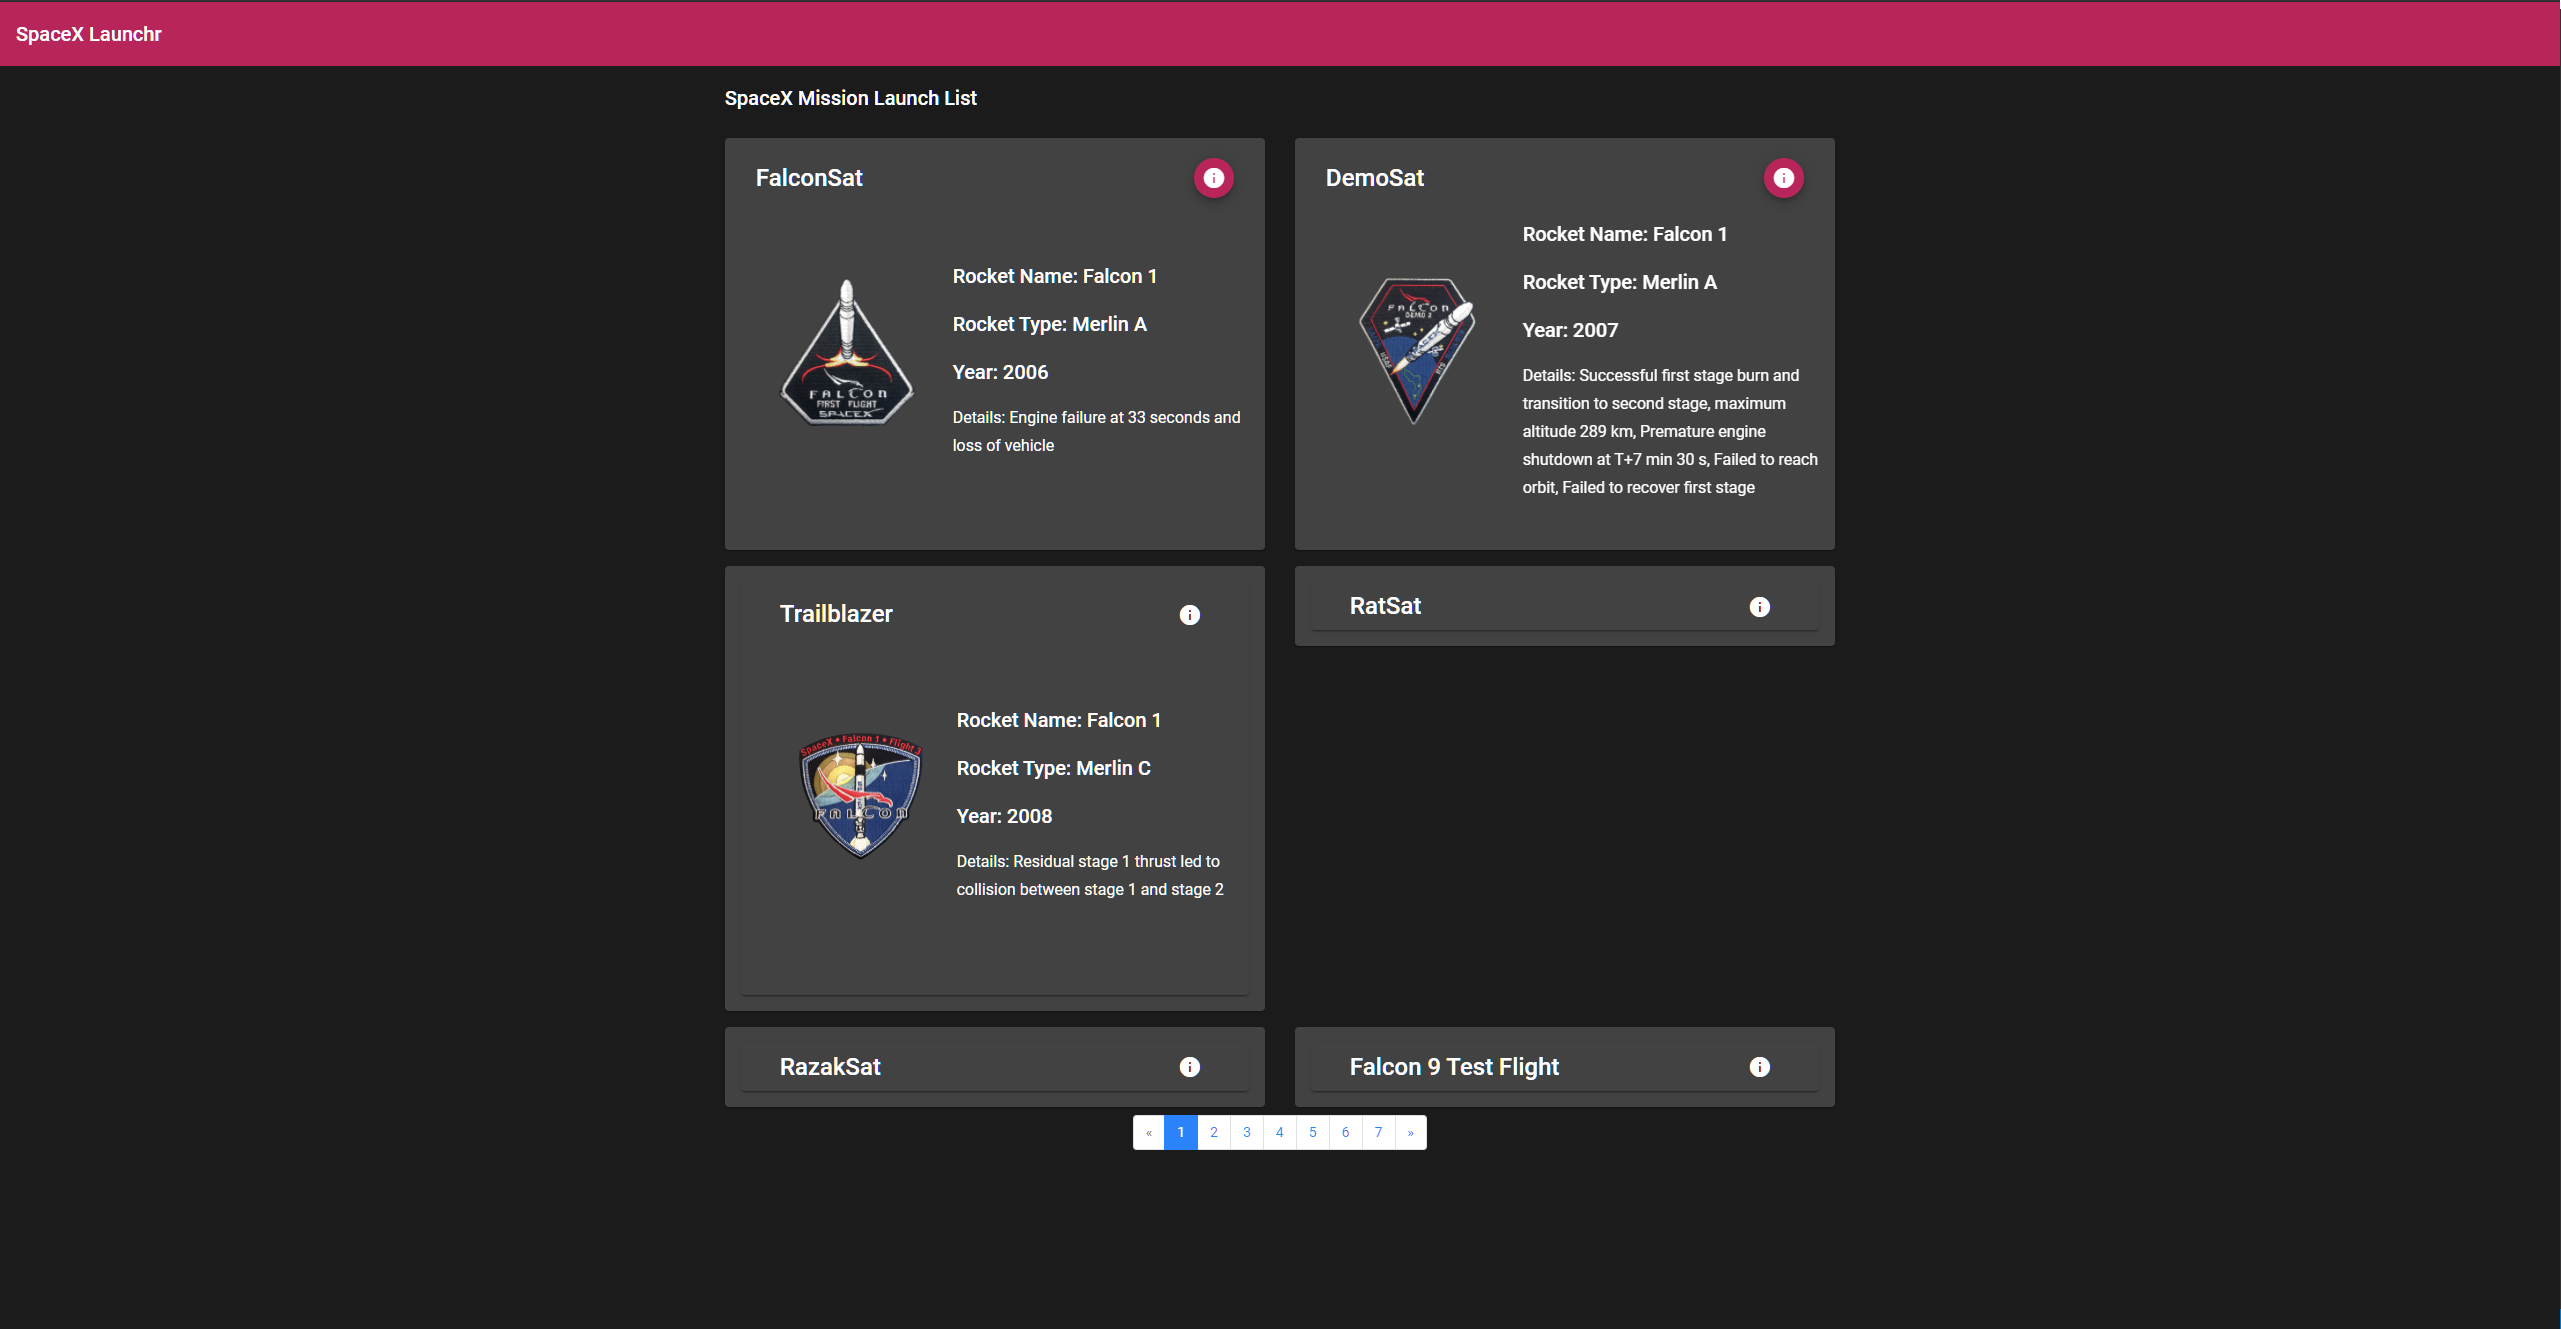 SpaceX Launchr
SpaceX Mission Launch List
FalconSat
Rocket Name: Falcon 1
Rocket Type: Merlin A
Year: 2006
Details: Engine failure at 33 seconds and
loss of vehicle
FALCON
FIRST FLIGHT
SPACEX
DemoSat
Rocket Name: Falcon 1
Rocket Type: Merlin A
Year: 2007
Details: Successful first stage burn and
transition to second stage, maximum
altitude 289 km, Premature engine
shutdown at T+7 min 30 s, Failed to reach
orbit, Failed to recover first stage
FALCON
DEMO 2
Trailblazer
Rocket Name: Falcon 1
Rocket Type: Merlin C
Year: 2008
Details: Residual stage 1 thrust led to
collision between stage 1 and stage 2
SpaceX • Falcon 1 • Flight 3
FALCON
RatSat
RazakSat
Falcon 9 Test Flight
« 1 2 3 4 5 6 7 »